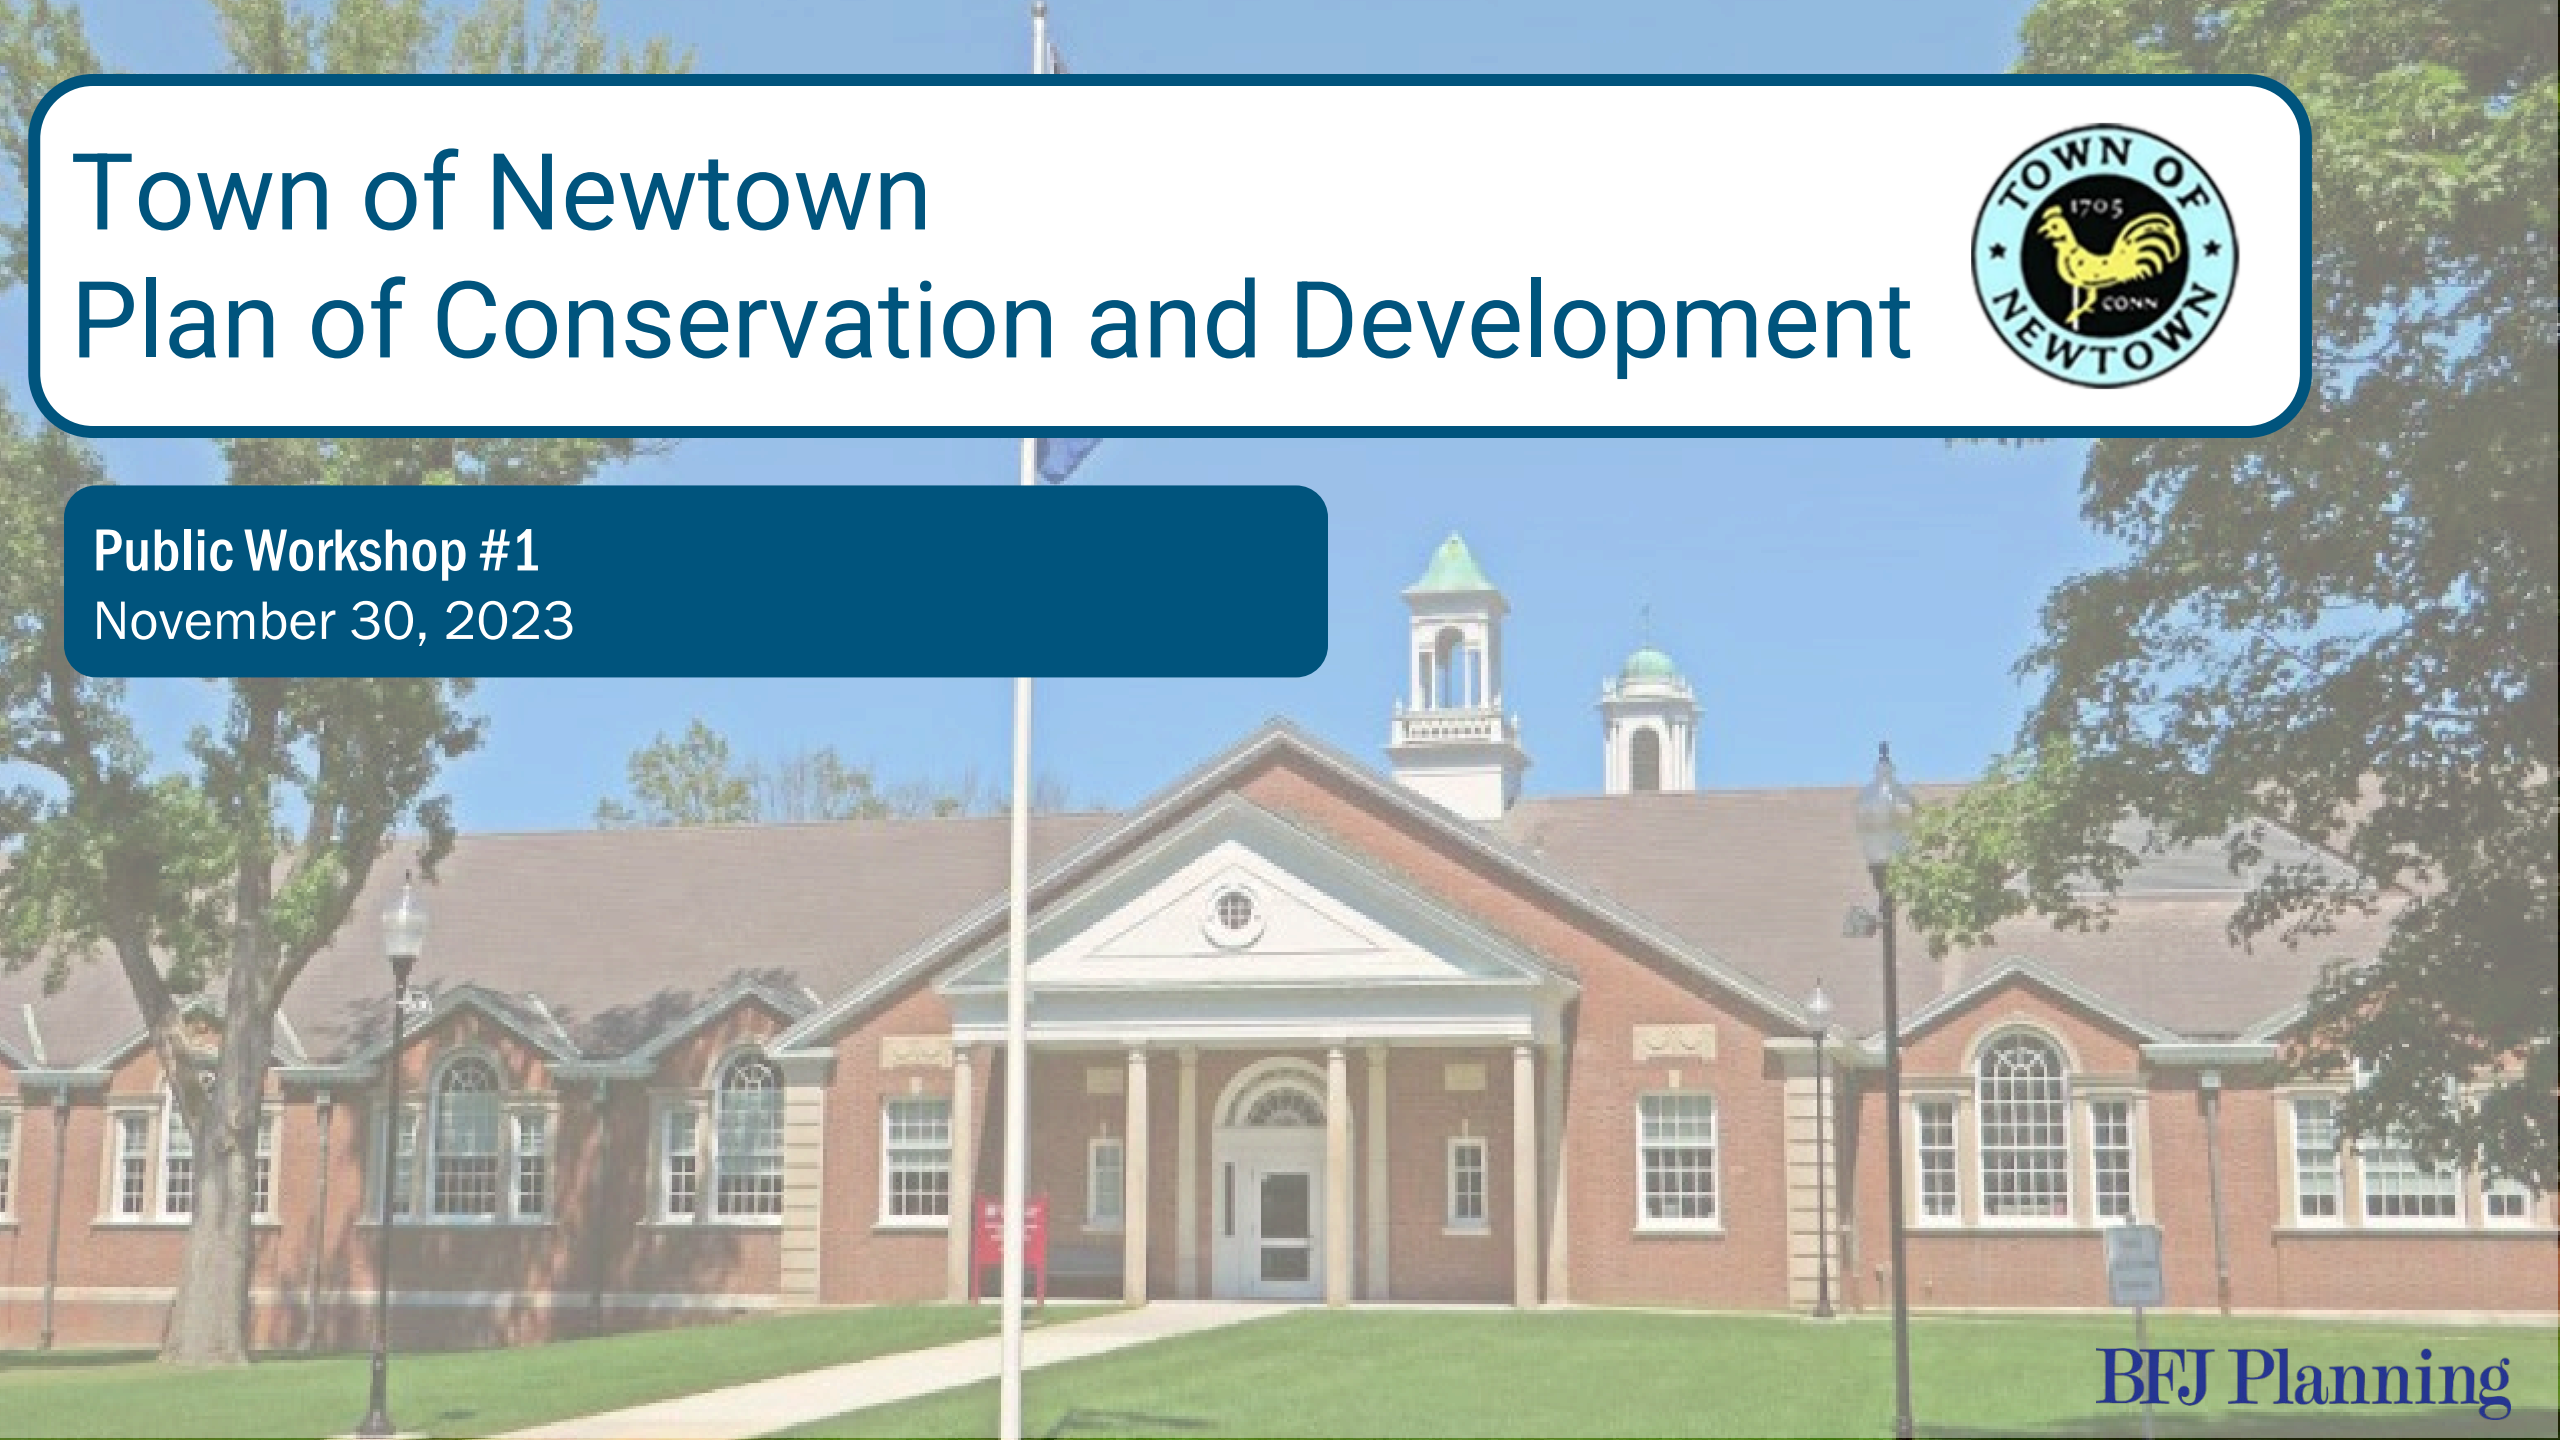 Town of Newtown
Plan of Conservation and Development
TOWN OF
1705
CONN
NEWTOWN
Public Workshop #1
November 30, 2023
BFJ Planning